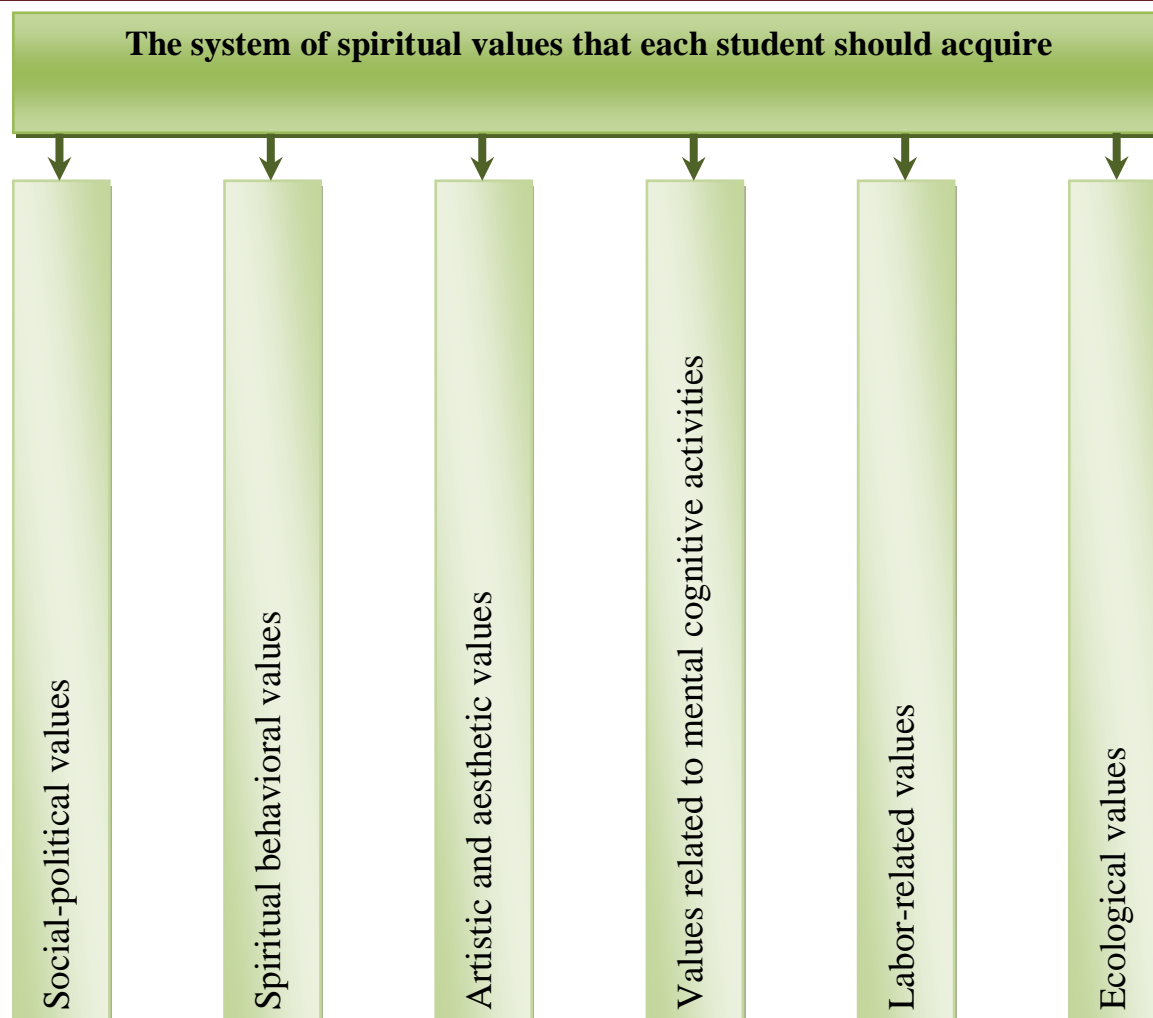 The system of spiritual values that each student should acquire
Social-political values
Spiritual behavioral values
Artistic and aesthetic values
Values related to mental cognitive activities
Labor-related values
Ecological values